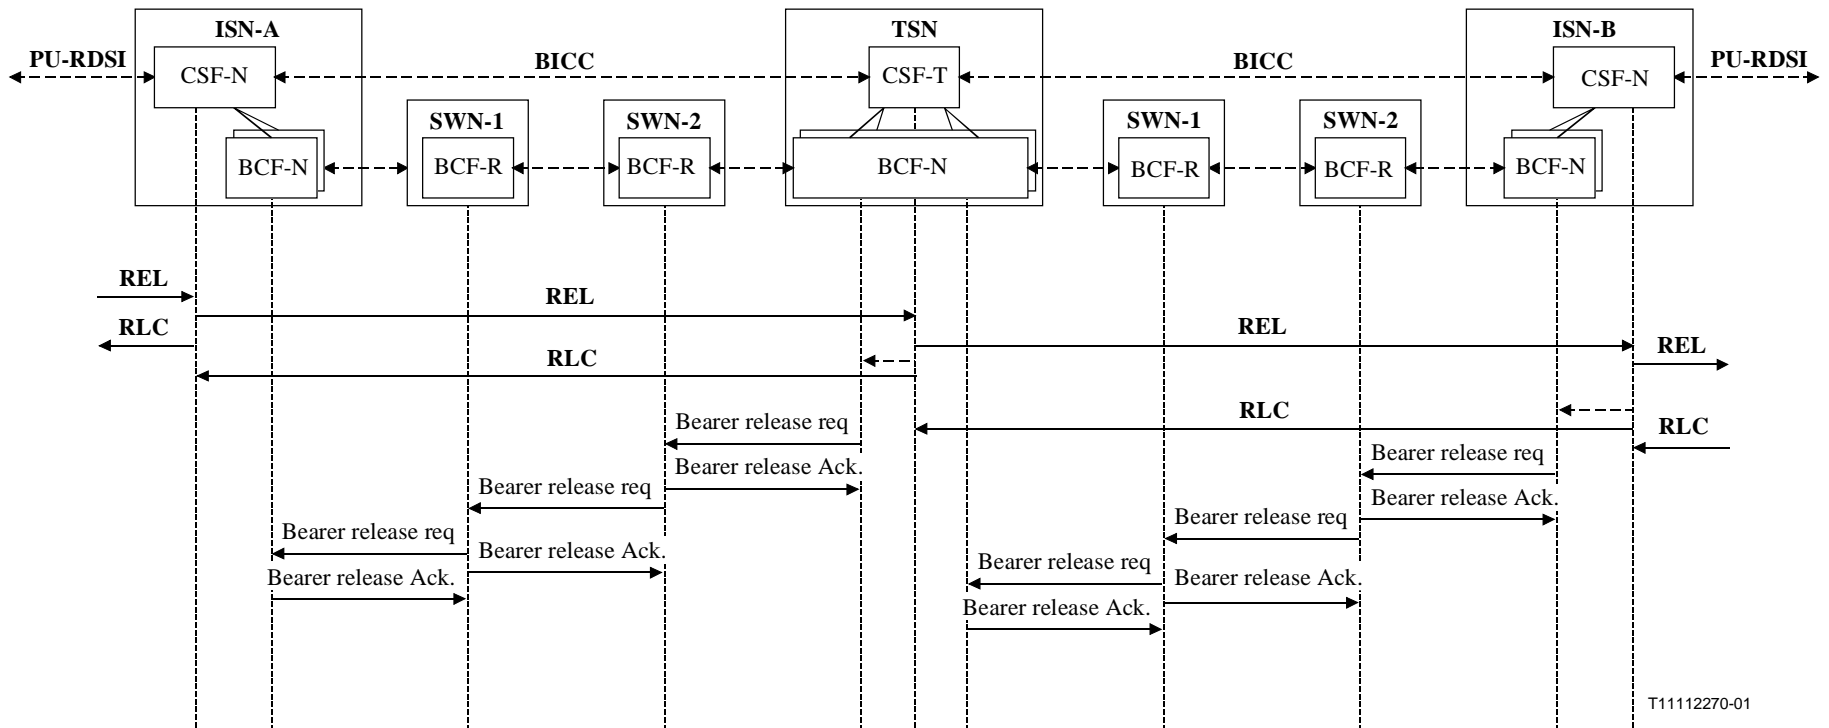 ISN-A
TSN
ISN-B
PU-RDSI
CSF-N
BICC
CSF-T
BICC
CSF-N
PU-RDSI
SWN-1
SWN-2
SWN-1
SWN-2
BCF-N
BCF-R
BCF-R
BCF-N
BCF-R
BCF-R
BCF-N
REL
REL
RLC
REL
RLC
REL
RLC
RLC
Bearer release req
Bearer release req
Bearer release Ack.
Bearer release req
Bearer release Ack.
Bearer release req
Bearer release req
Bearer release Ack.
Bearer release req
Bearer release Ack.
Bearer release Ack.
Bearer release Ack.
T11112270-01